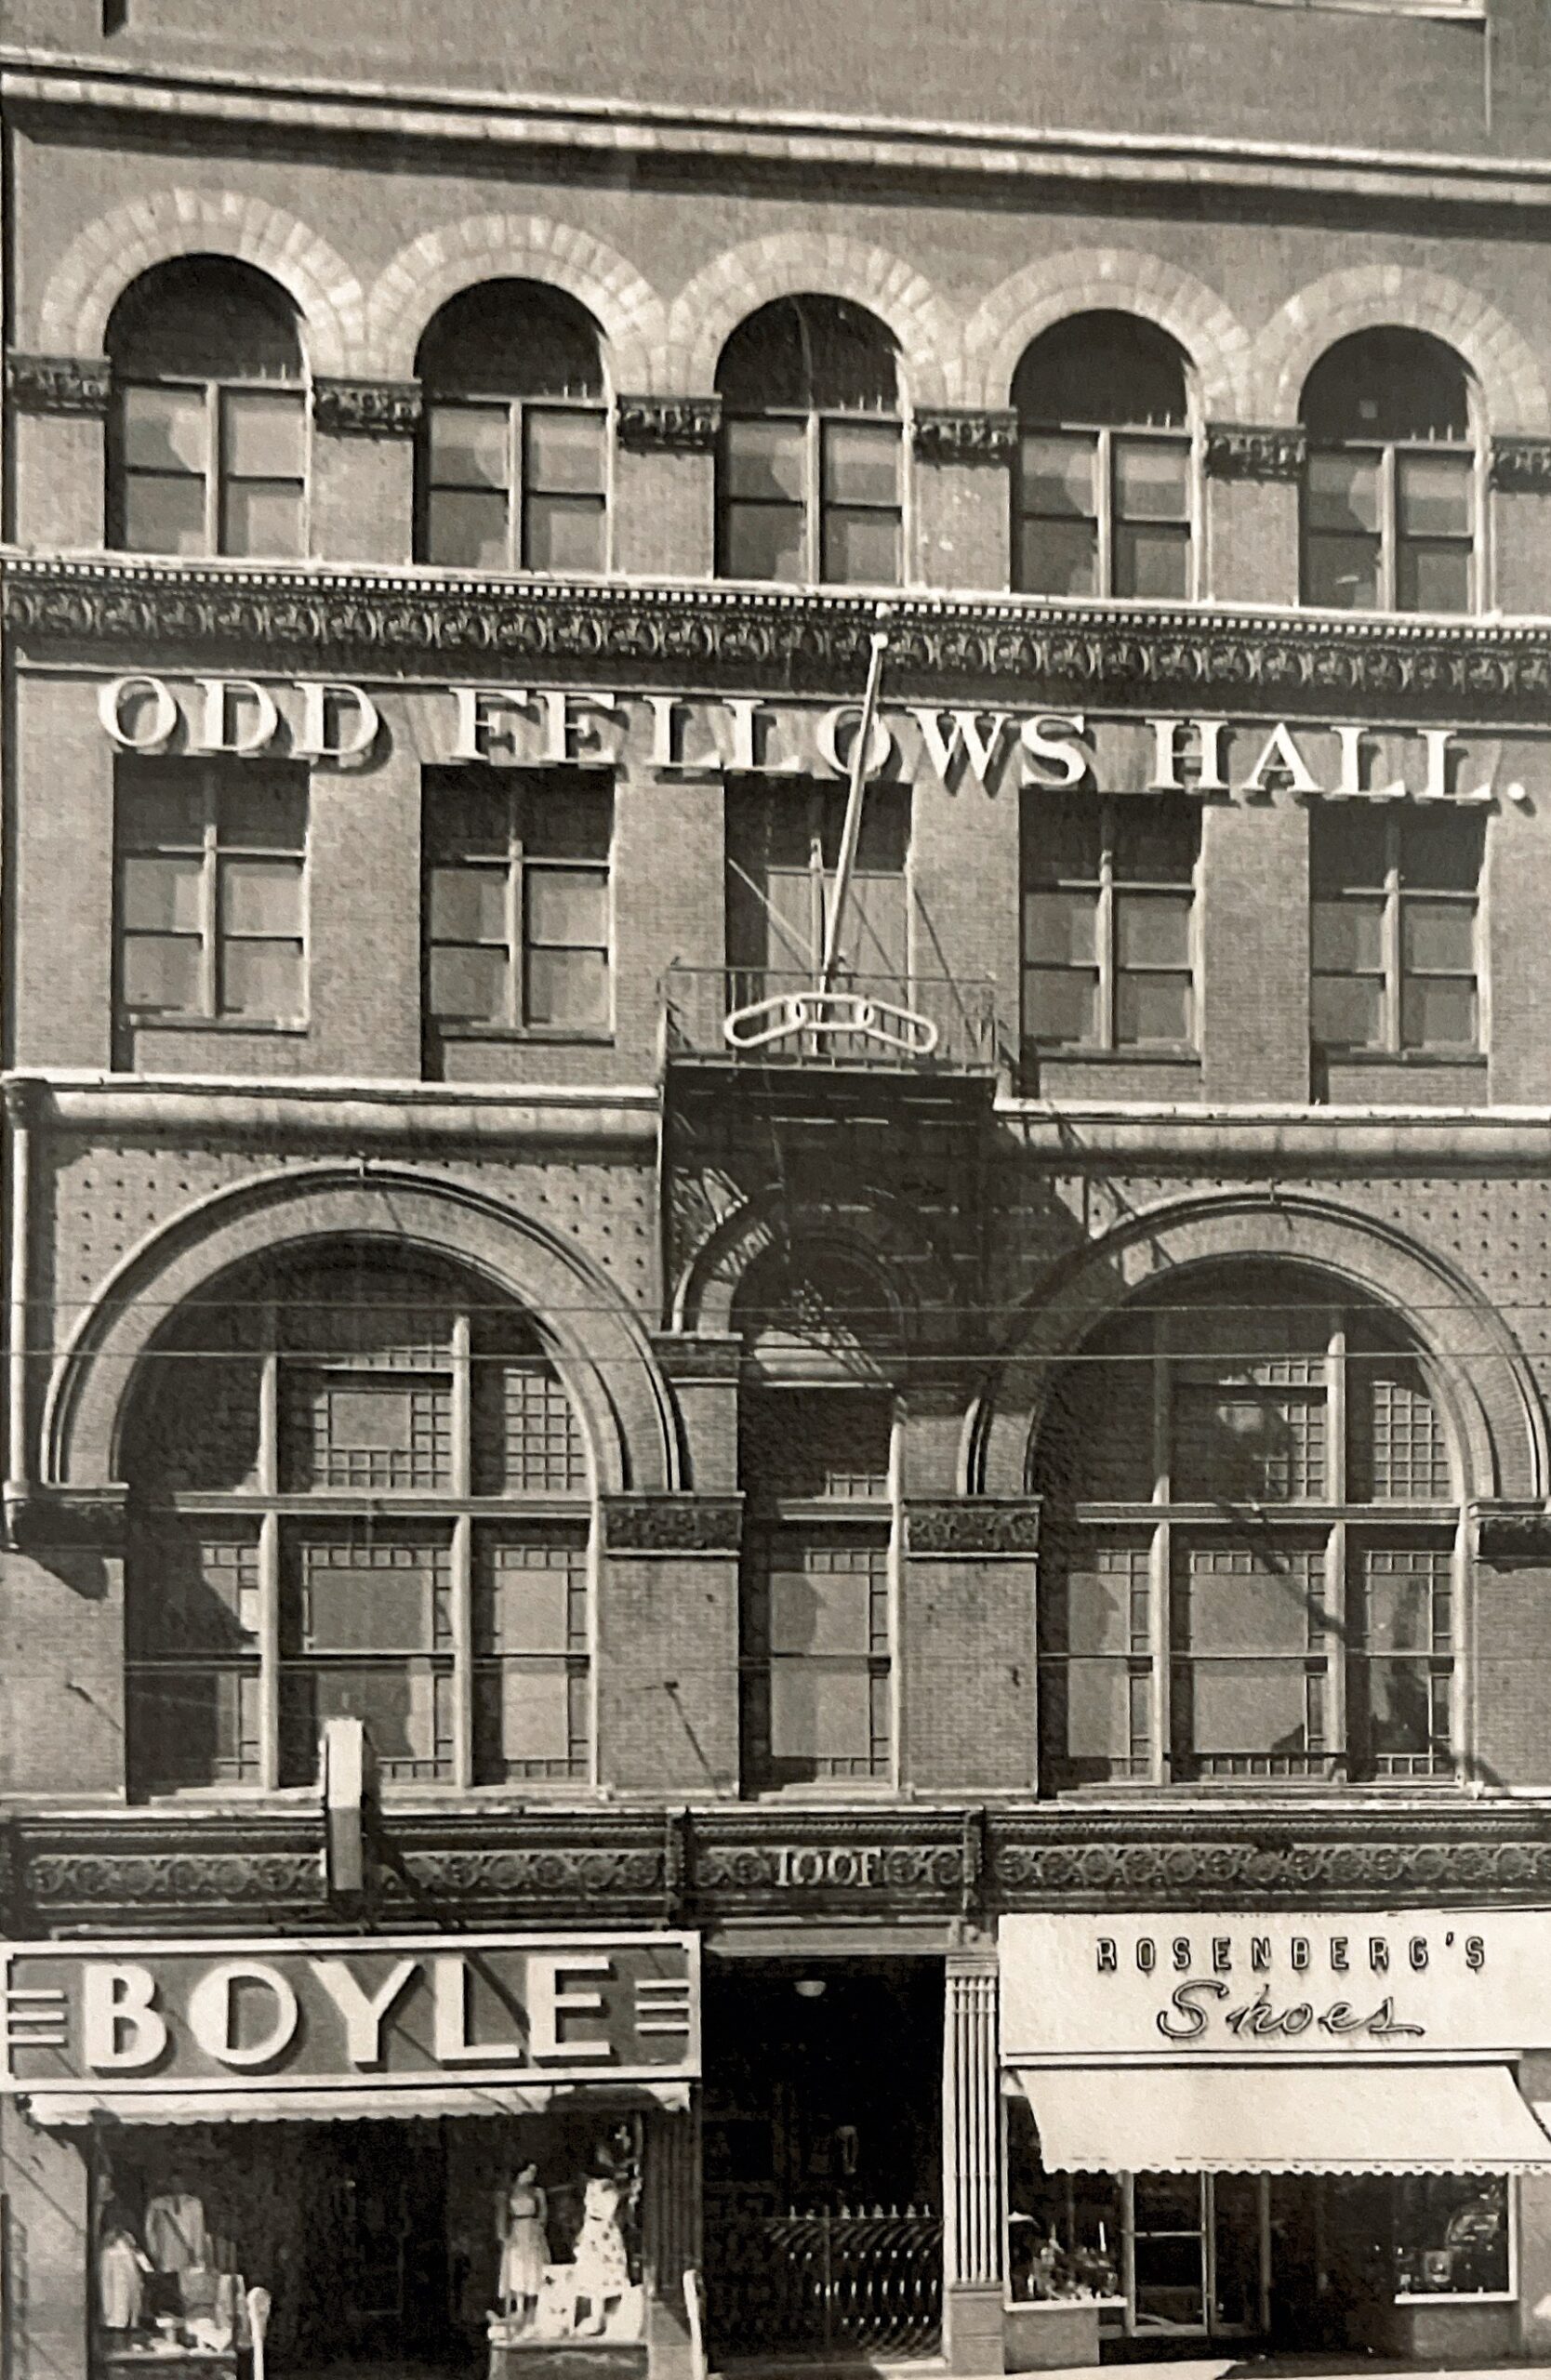 ODD FELLOWS HALL.
IOOF
BOYLE
ROSENBERG'S
Shoes